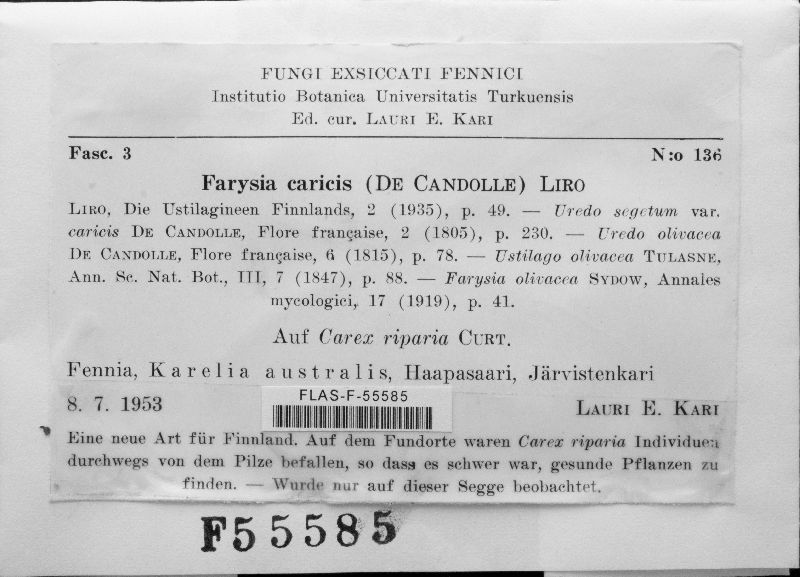 FUNGI EXSICCATI FENNICI
Institutio Botanica Universitatis Turkuensis
Ed. cur. LAURI E. KARI
Fasc. 3 N:o 136
Farysia caricis (DE CANDOLLE) LIRO
LIRO, Die Ustilagineen Finnlands, 2 (1935), p. 49. — Uredo segetum var.
caricis DE CANDOLLE, Flore française, 2 (1805), p. 230. — Uredo olivacea
DE CANDOLLE, Flore française, 6 (1815), p. 78. — Ustilago olivacea TULASNE,
Ann. Sc. Nat. Bot., III, 7 (1847), p. 88. — Farysia olivacea SYDOW, Annales
mycologici, 17 (1919), p. 41.
Auf Carex riparia CURT.
Fennia, Karelia australis, Haapasaari, Järvistenkari
8. 7. 1953 LAURI E. KARI
FLAS-F-55585
Eine neue Art für Finnland. Auf dem Fundorte waren Carex riparia Individuen
durchwegs von dem Pilze befallen, so dass es schwer war, gesunde Pflanzen zu
finden. — Wurde nur auf dieser Segge beobachtet.
F55585